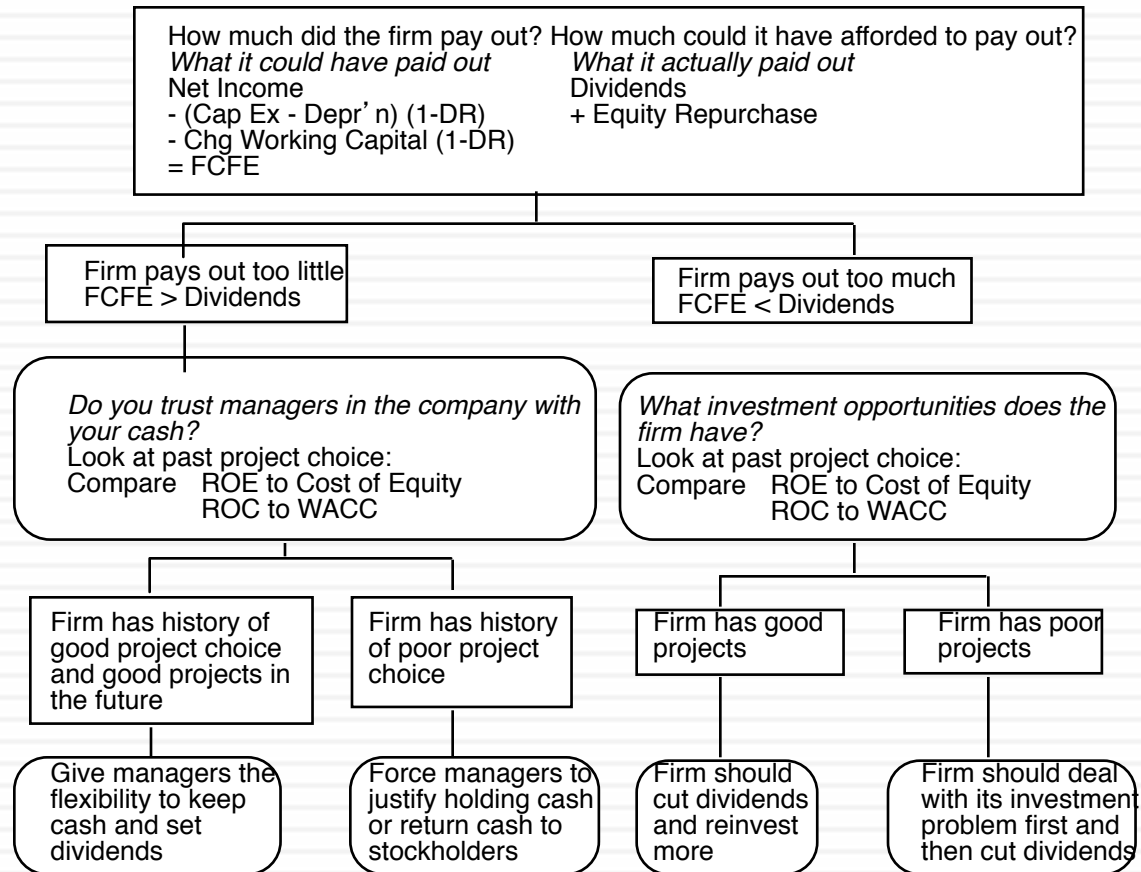 How much did the firm pay out? How much could it have afforded to pay out?
What it could have paid out
What it actually paid out
Net Income
Dividends
- (Cap Ex - Depr’n) (1-DR)
+ Equity Repurchase
- Chg Working Capital (1-DR)
= FCFE
Firm pays out too little
FCFE > Dividends
Firm pays out too much
FCFE < Dividends
Do you trust managers in the company with
your cash?
Look at past project choice:
Compare ROE to Cost of Equity
ROC to WACC
What investment opportunities does the
firm have?
Look at past project choice:
Compare ROE to Cost of Equity
ROC to WACC
Firm has history of
good project choice
and good projects in
the future
Firm has history
of poor project
choice
Firm has good
projects
Firm has poor
projects
Give managers the
flexibility to keep
cash and set
dividends
Force managers to
justify holding cash
or return cash to
stockholders
Firm should
cut dividends
and reinvest
more
Firm should deal
with its investment
problem first and
then cut dividends